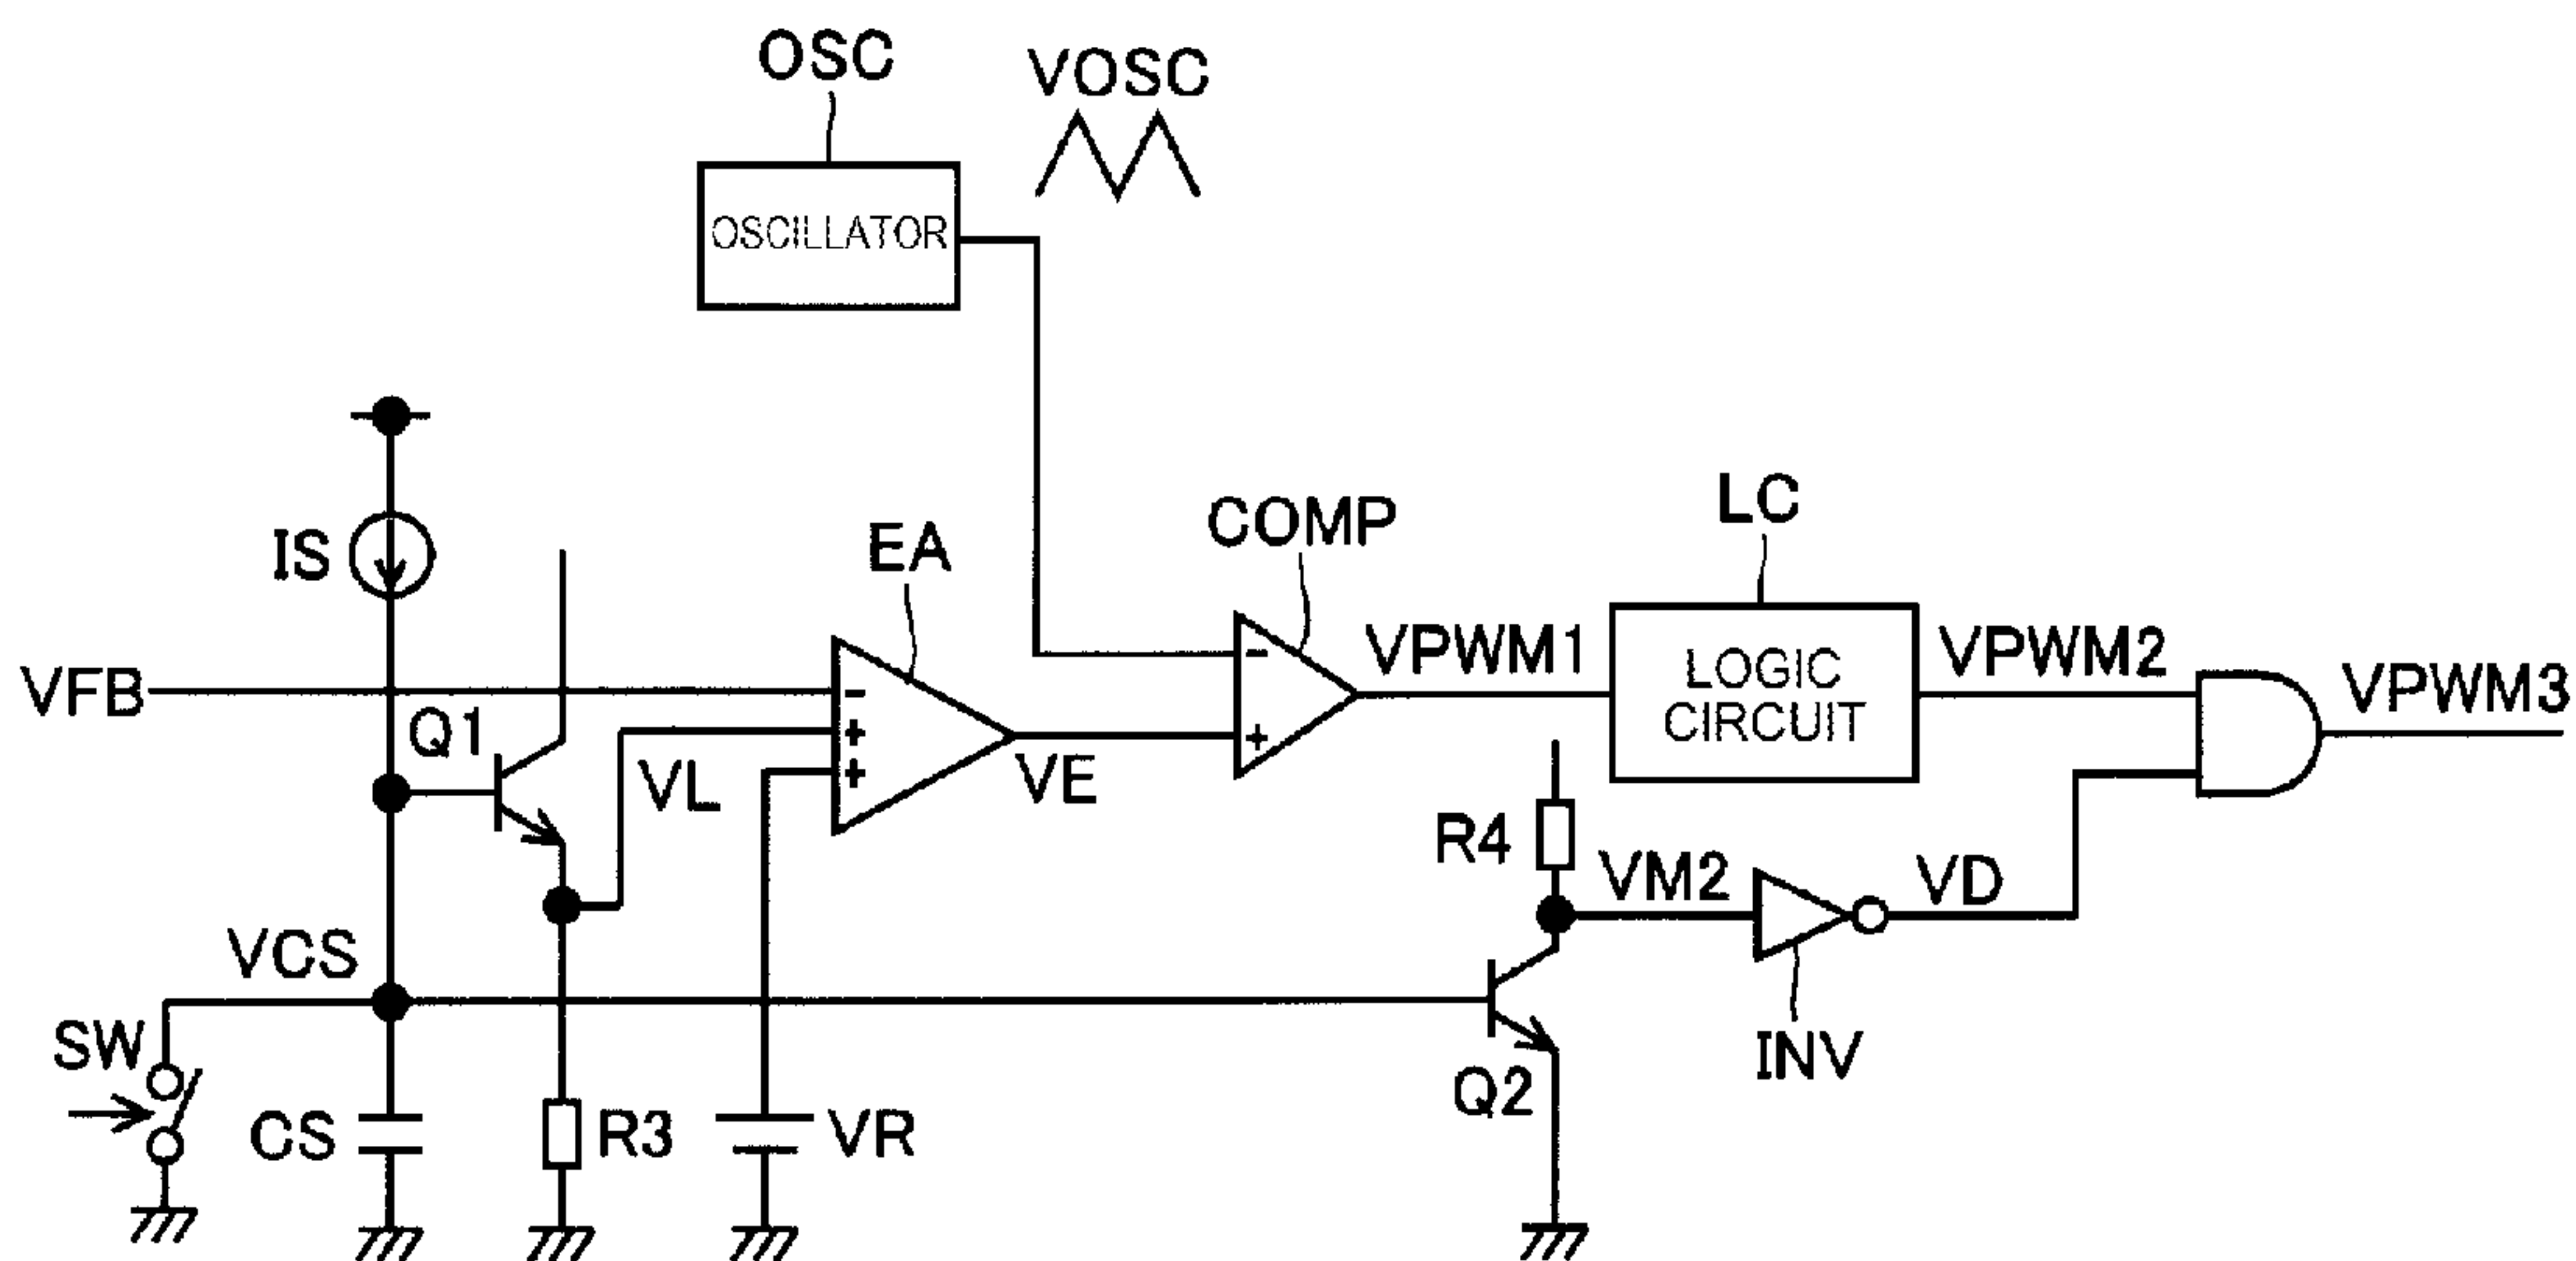 OSC
VOSC
OSCILLATOR
IS
EA
COMP
LC
VFB
Q1
VL
VE
VPWM1
LOGIC
CIRCUIT
VPWM2
VPWM3
-
+
+
-
+
R4
VM2
VD
VCS
SW
CS
R3
VR
Q2
INV